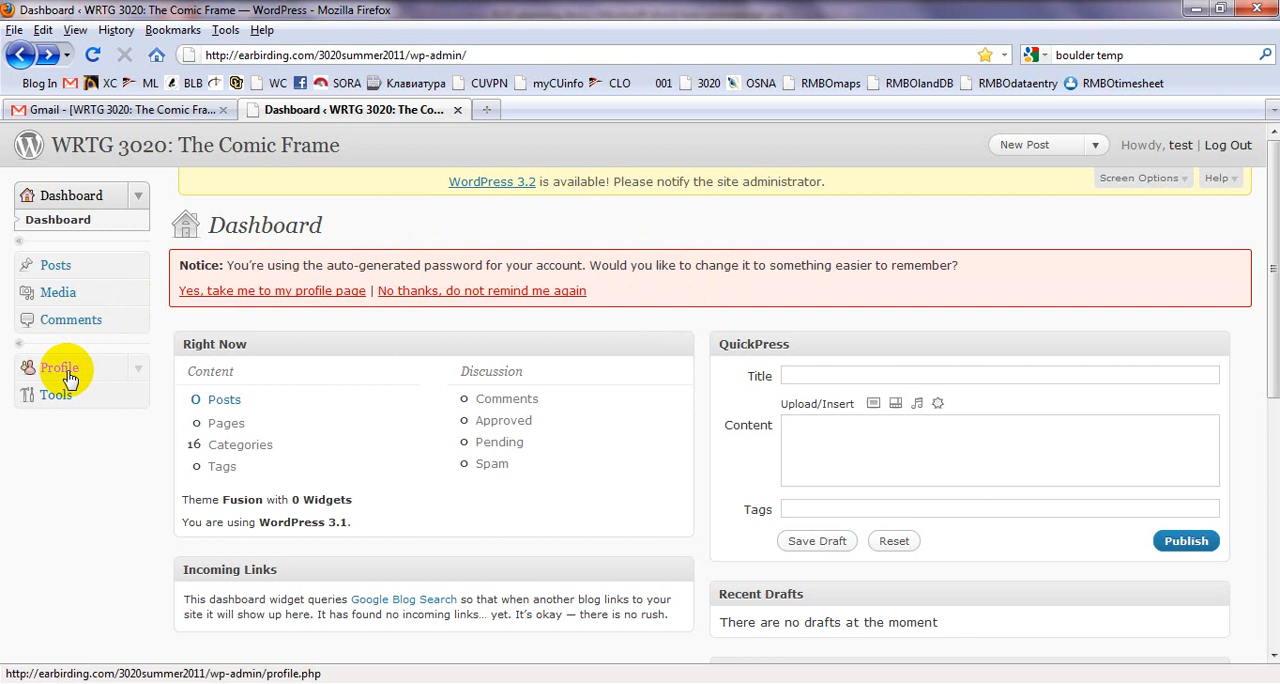 Dashboard ‹ WRTG 3020: The Comic Frame — WordPress - Mozilla Firefox
File Edit View History Bookmarks Tools Help
http://earbirding.com/3020summer2011/wp-admin/
boulder temp
Blog In ML XC BLB WC SORA Клавиатура CUVPN myCUinfo CLO 001 3020 OSNA RMBOmaps RMBOlandDB RMBOdataentry RMBOtimesheet
Gmail - [WRTG 3020: The Comic Fra... Dashboard ‹ WRTG 3020: The Co...
WRTG 3020: The Comic Frame
New Post
Howdy, test | Log Out
WordPress 3.2 is available! Please notify the site administrator.
Screen Options
Help
Dashboard
Dashboard
Posts
Media
Comments
Profile
Tools
Dashboard
Notice: You’re using the auto-generated password for your account. Would you like to change it to something easier to remember?
Yes, take me to my profile page | No thanks, do not remind me again
Right Now
Content
Discussion
0 Posts
0 Comments
0 Pages
0 Approved
16 Categories
0 Pending
0 Tags
0 Spam
Theme Fusion with 0 Widgets
You are using WordPress 3.1.
Incoming Links
This dashboard widget queries Google Blog Search so that when another blog links to your
site it will show up here. It has found no incoming links… yet. It’s okay — there is no rush.
QuickPress
Title
Upload/Insert
Content
Tags
Save Draft
Reset
Publish
Recent Drafts
There are no drafts at the moment
http://earbirding.com/3020summer2011/wp-admin/profile.php